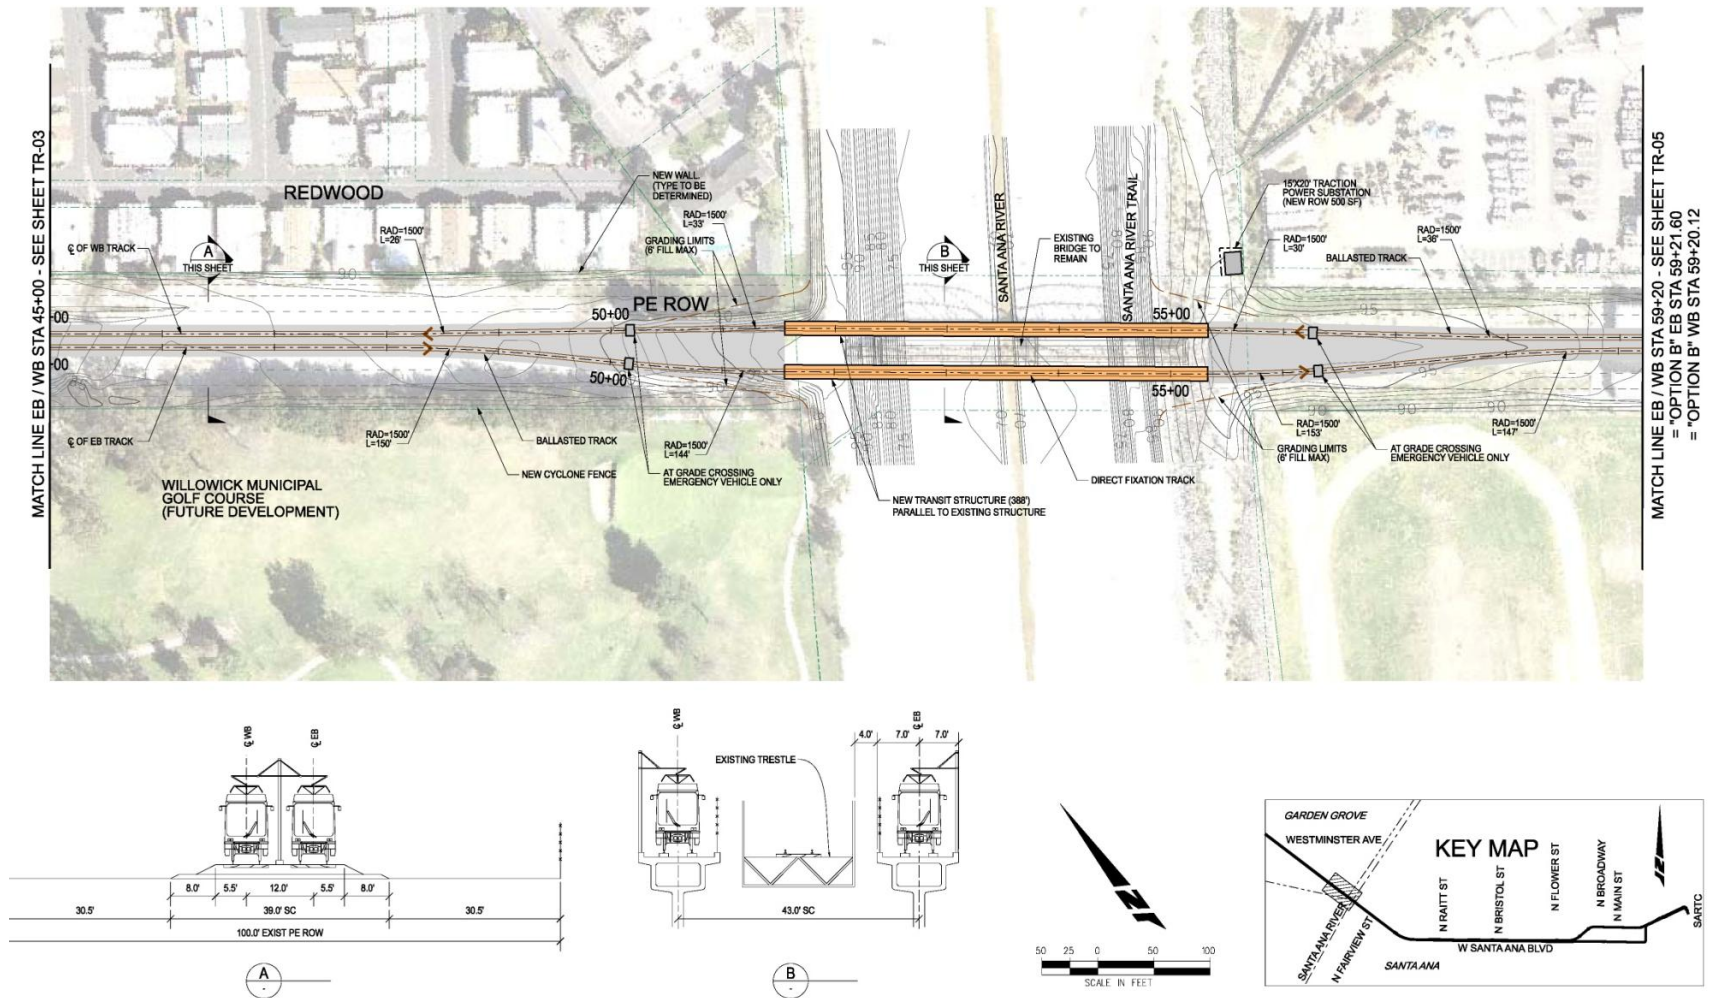 MATCH LINE EB / WB STA 45+00 - SEE SHEET TR-03
REDWOOD
NEW WALL
(TYPE TO BE
DETERMINED)
RAD=1500'
L=33'
GRADING LIMITS
(6' FILL MAX)
RAD=1500'
L=26'
℄ OF WB TRACK
A
THIS SHEET
90
PE ROW
50+00
-00
-00
50+00
℄ OF EB TRACK
RAD=1500'
L=150'
BALLASTED TRACK
RAD=1500'
L=144'
NEW CYCLONE FENCE
AT GRADE CROSSING
EMERGENCY VEHICLE ONLY
WILLOWICK MUNICIPAL
GOLF COURSE
(FUTURE DEVELOPMENT)
B
THIS SHEET
SANTA ANA RIVER
EXISTING
BRIDGE TO
REMAIN
SANTA ANA RIVER TRAIL
55+00
55+00
NEW TRANSIT STRUCTURE (388')
PARALLEL TO EXISTING STRUCTURE
DIRECT FIXATION TRACK
15'X20' TRACTION
POWER SUBSTATION
(NEW ROW 500 SF)
RAD=1500'
L=30'
RAD=1500'
L=36'
BALLASTED TRACK
95
95
90
90
90
RAD=1500'
L=153'
GRADING LIMITS
(6' FILL MAX)
AT GRADE CROSSING
EMERGENCY VEHICLE ONLY
RAD=1500'
L=147'
MATCH LINE EB / WB STA 59+20 - SEE SHEET TR-05
= "OPTION B" EB STA 59+21.60
= "OPTION B" WB STA 59+20.12
℄ WB
℄ EB
8.0'
5.5'
12.0'
5.5'
8.0'
30.5'
39.0' SC
30.5'
100.0' EXIST PE ROW
A
-
℄ WB
℄ EB
4.0'
7.0'
7.0'
EXISTING TRESTLE
43.0' SC
B
-
N
50 25 0 50 100
SCALE IN FEET
GARDEN GROVE
WESTMINSTER AVE
KEY MAP
N RAITT ST
N BRISTOL ST
N FLOWER ST
N BROADWAY
N MAIN ST
N
SARTC
SANTA ANA RIVER
N FAIRVIEW ST
W SANTA ANA BLVD
SANTA ANA